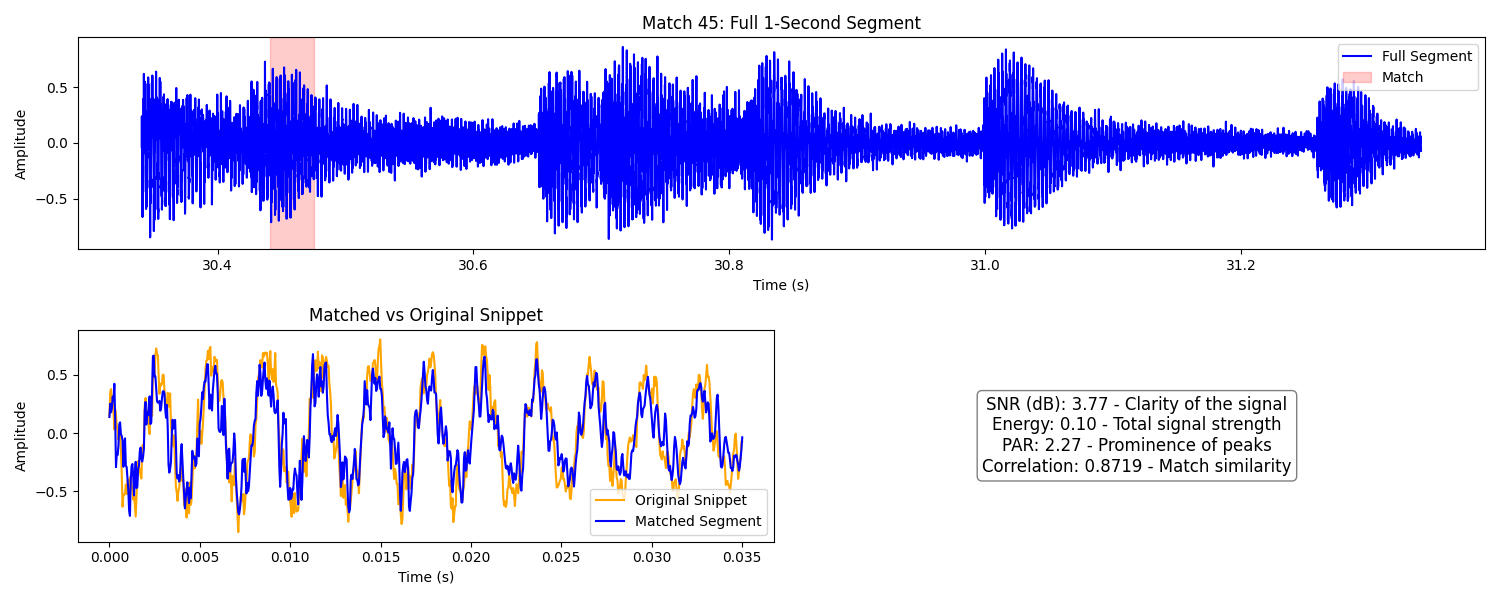 Match 45: Full 1-Second Segment
Amplitude
0.5
0.0
−0.5
Full Segment
Match
30.4
30.6
30.8
31.0
31.2
Time (s)
Matched vs Original Snippet
Amplitude
0.5
0.0
−0.5
Original Snippet
Matched Segment
0.000
0.005
0.010
0.015
0.020
0.025
0.030
0.035
Time (s)
SNR (dB): 3.77 - Clarity of the signal
Energy: 0.10 - Total signal strength
PAR: 2.27 - Prominence of peaks
Correlation: 0.8719 - Match similarity